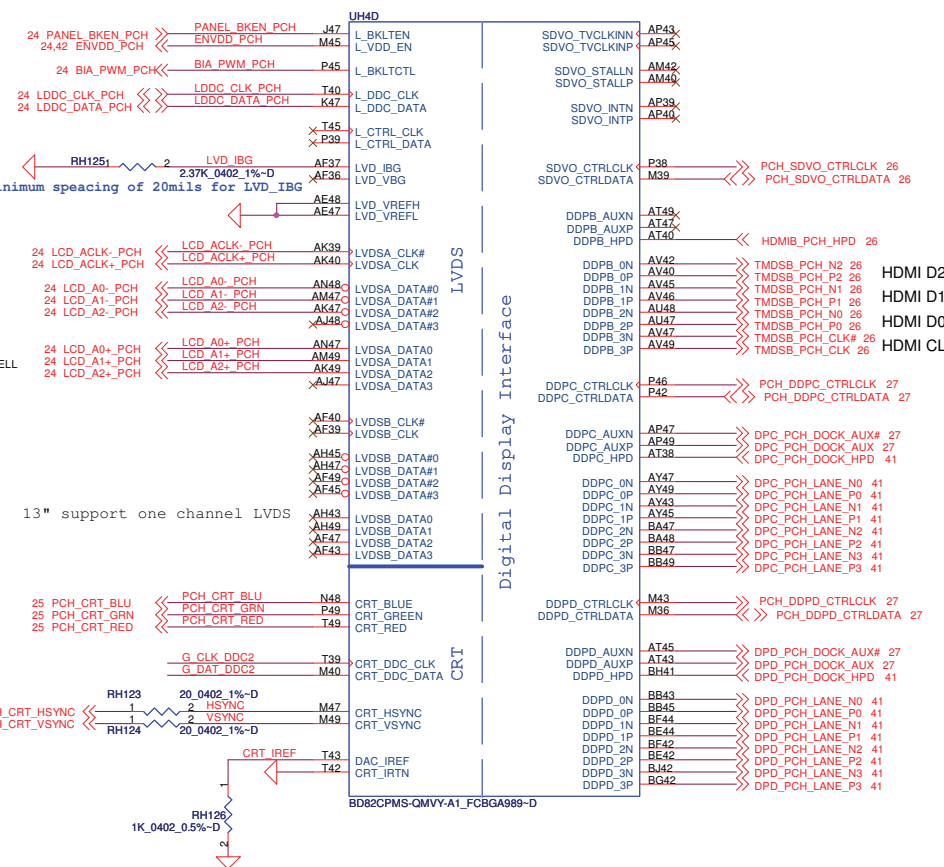 UH4D
24 PANEL_BKEN_PCH PANEL_BKEN_PCH J47 L_BKLTEN
24,42 ENVDD_PCH ENVDD_PCH M45 L_VDD_EN
24 BIA_PWM_PCH BIA_PWM_PCH P45 L_BKLTCTL
24 LDDC_CLK_PCH LDDC_CLK_PCH T40 L_DDC_CLK
24 LDDC_DATA_PCH LDDC_DATA_PCH K47 L_DDC_DATA
T45 L_CTRL_CLK
P39 L_CTRL_DATA
RH125 1 2 LVD_IBG AF37 LVD_IBG
2.37K_0402_1%~D AF36 LVD_VBG
nimum speacing of 20mils for LVD_IBG
AE48 LVD_VREFH
AE47 LVD_VREFL
24 LCD_ACLK-_PCH LCD_ACLK-_PCH AK39 LVDSA_CLK#
24 LCD_ACLK+_PCH LCD_ACLK+_PCH AK40 LVDSA_CLK
24 LCD_A0-_PCH LCD_A0-_PCH AN48 LVDSA_DATA#0
24 LCD_A1-_PCH LCD_A1-_PCH AM47 LVDSA_DATA#1
24 LCD_A2-_PCH LCD_A2-_PCH AK47 LVDSA_DATA#2
AJ48 LVDSA_DATA#3
24 LCD_A0+_PCH LCD_A0+_PCH AN47 LVDSA_DATA0
24 LCD_A1+_PCH LCD_A1+_PCH AM49 LVDSA_DATA1
24 LCD_A2+_PCH LCD_A2+_PCH AK49 LVDSA_DATA2
AJ47 LVDSA_DATA3
ELL
AF40 LVDSB_CLK#
AF39 LVDSB_CLK
AH45 LVDSB_DATA#0
AH47 LVDSB_DATA#1
AF49 LVDSB_DATA#2
AF45 LVDSB_DATA#3
13" support one channel LVDS
AH43 LVDSB_DATA0
AH49 LVDSB_DATA1
AF47 LVDSB_DATA2
AF43 LVDSB_DATA3
25 PCH_CRT_BLU PCH_CRT_BLU N48 CRT_BLUE
25 PCH_CRT_GRN PCH_CRT_GRN P49 CRT_GREEN
25 PCH_CRT_RED PCH_CRT_RED T49 CRT_RED
G_CLK_DDC2 T39 CRT_DDC_CLK
G_DAT_DDC2 M40 CRT_DDC_DATA
RH123 20_0402_1%~D
H_CRT_HSYNC 1 2 HSYNC M47 CRT_HSYNC
H_CRT_VSYNC 1 2 VSYNC M49 CRT_VSYNC
RH124 20_0402_1%~D
CRT_IREF T43 DAC_IREF
T42 CRT_IRTN
1
RH126
1K_0402_0.5%~D
2
LVDS
CRT
Digital Display Interface
SDVO_TVCLKINN AP43
SDVO_TVCLKINP AP45
SDVO_STALLN AM42
SDVO_STALLP AM40
SDVO_INTN AP39
SDVO_INTP AP40
SDVO_CTRLCLK P38 PCH_SDVO_CTRLCLK 26
SDVO_CTRLDATA M39 PCH_SDVO_CTRLDATA 26
DDPB_AUXN AT49
DDPB_AUXP AT47
DDPB_HPD AT40 HDMIB_PCH_HPD 26
DDPB_0N AV42 TMDSB_PCH_N2 26 HDMI D2
DDPB_0P AV40 TMDSB_PCH_P2 26
DDPB_1N AV45 TMDSB_PCH_N1 26 HDMI D1
DDPB_1P AV46 TMDSB_PCH_P1 26
DDPB_2N AU48 TMDSB_PCH_N0 26 HDMI D0
DDPB_2P AU47 TMDSB_PCH_P0 26
DDPB_3N AV47 TMDSB_PCH_CLK# 26
DDPB_3P AV49 TMDSB_PCH_CLK 26 HDMI CL
DDPC_CTRLCLK P46 PCH_DDPC_CTRLCLK 27
DDPC_CTRLDATA P42 PCH_DDPC_CTRLDATA 27
DDPC_AUXN AP47 DPC_PCH_DOCK_AUX# 27
DDPC_AUXP AP49 DPC_PCH_DOCK_AUX 27
DDPC_HPD AT38 DPC_PCH_DOCK_HPD 41
DDPC_0N AY47 DPC_PCH_LANE_N0 41
DDPC_0P AY49 DPC_PCH_LANE_P0 41
DDPC_1N AY43 DPC_PCH_LANE_N1 41
DDPC_1P AY45 DPC_PCH_LANE_P1 41
DDPC_2N BA47 DPC_PCH_LANE_N2 41
DDPC_2P BA48 DPC_PCH_LANE_P2 41
DDPC_3N BB47 DPC_PCH_LANE_N3 41
DDPC_3P BB49 DPC_PCH_LANE_P3 41
DDPD_CTRLCLK M43 PCH_DDPD_CTRLCLK 27
DDPD_CTRLDATA M36 PCH_DDPD_CTRLDATA 27
DDPD_AUXN AT45 DPD_PCH_DOCK_AUX# 27
DDPD_AUXP AT43 DPD_PCH_DOCK_AUX 27
DDPD_HPD BH41 DPD_PCH_DOCK_HPD 41
DDPD_0N BB43 DPD_PCH_LANE_N0 41
DDPD_0P BB45 DPD_PCH_LANE_P0 41
DDPD_1N BF44 DPD_PCH_LANE_N1 41
DDPD_1P BE44 DPD_PCH_LANE_P1 41
DDPD_2N BF42 DPD_PCH_LANE_N2 41
DDPD_2P BE42 DPD_PCH_LANE_P2 41
DDPD_3N BJ42 DPD_PCH_LANE_N3 41
DDPD_3P BG42 DPD_PCH_LANE_P3 41
BD82CPMS-QMVY-A1_FCBGA989~D